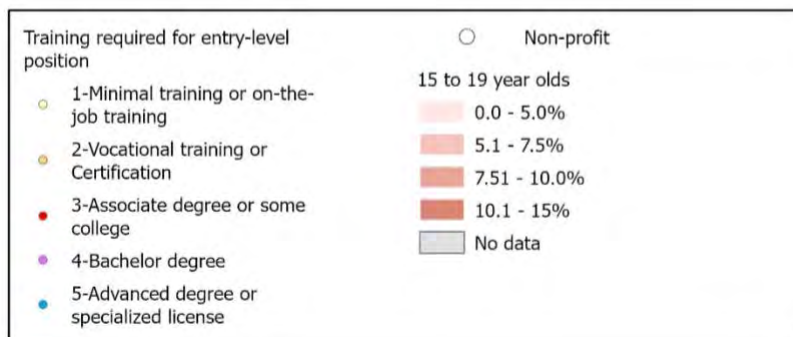 Training required for entry-level
position
1-Minimal training or on-the-
job training
2-Vocational training or
Certification
3-Associate degree or some
college
4-Bachelor degree
5-Advanced degree or
specialized license
Non-profit
15 to 19 year olds
0.0 - 5.0%
5.1 - 7.5%
7.51 - 10.0%
10.1 - 15%
No data